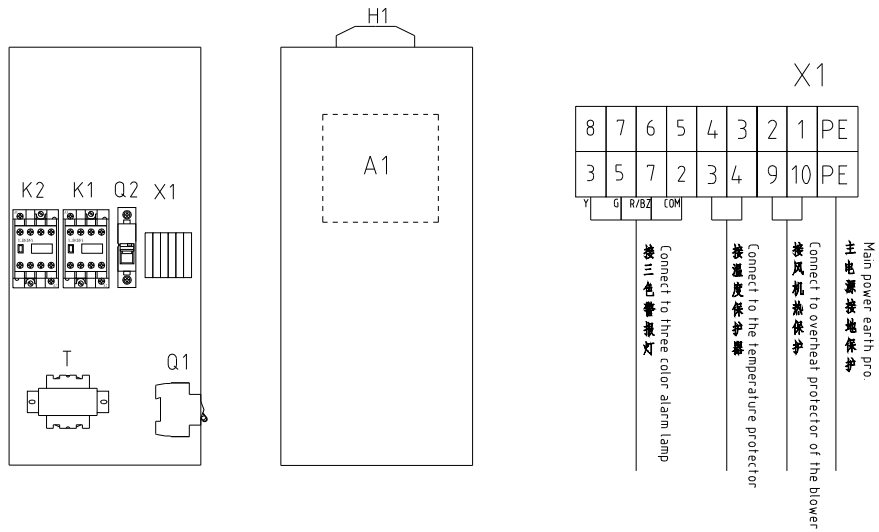 H1
A1
K2 K1 Q2 X1
T
Q1
X1
8 7 6 5 4 3 2 1 PE
3 5 7 2 3 4 9 10 PE
Y G R/BZ COM
接三色警报灯
Connect to three color alarm lamp
接温度保护器
Connect to the temperature protector
接风机热保护
Connect to overheat protector of the blower
主电源接地保护
Main power earth pro.